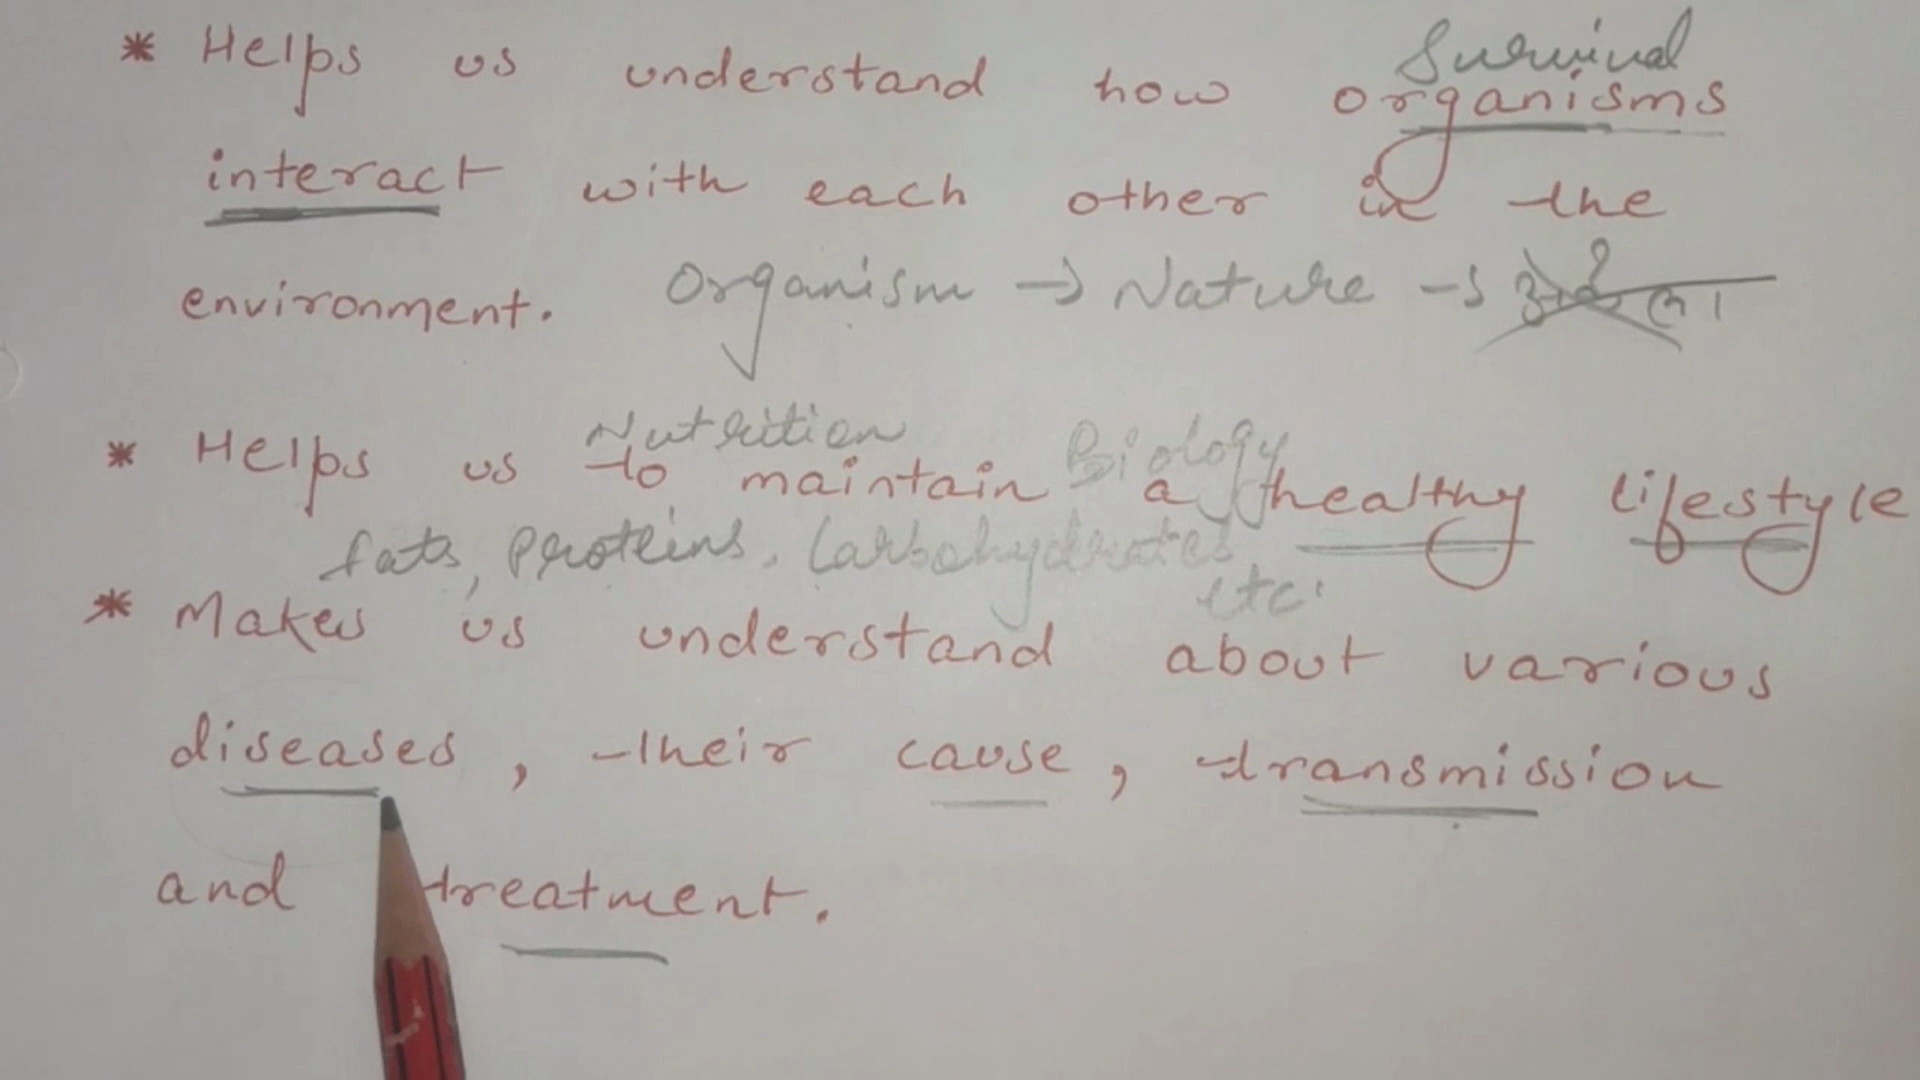 Survival
* Helps us understand how organisms
interact with each other in the
environment. Organism → Nature →
Nutrition Biology
* Helps us to maintain a healthy lifestyle
fats, Proteins, Carbohydrates
etc.
* Makes us understand about various
diseases, their cause, transmission
and treatment.